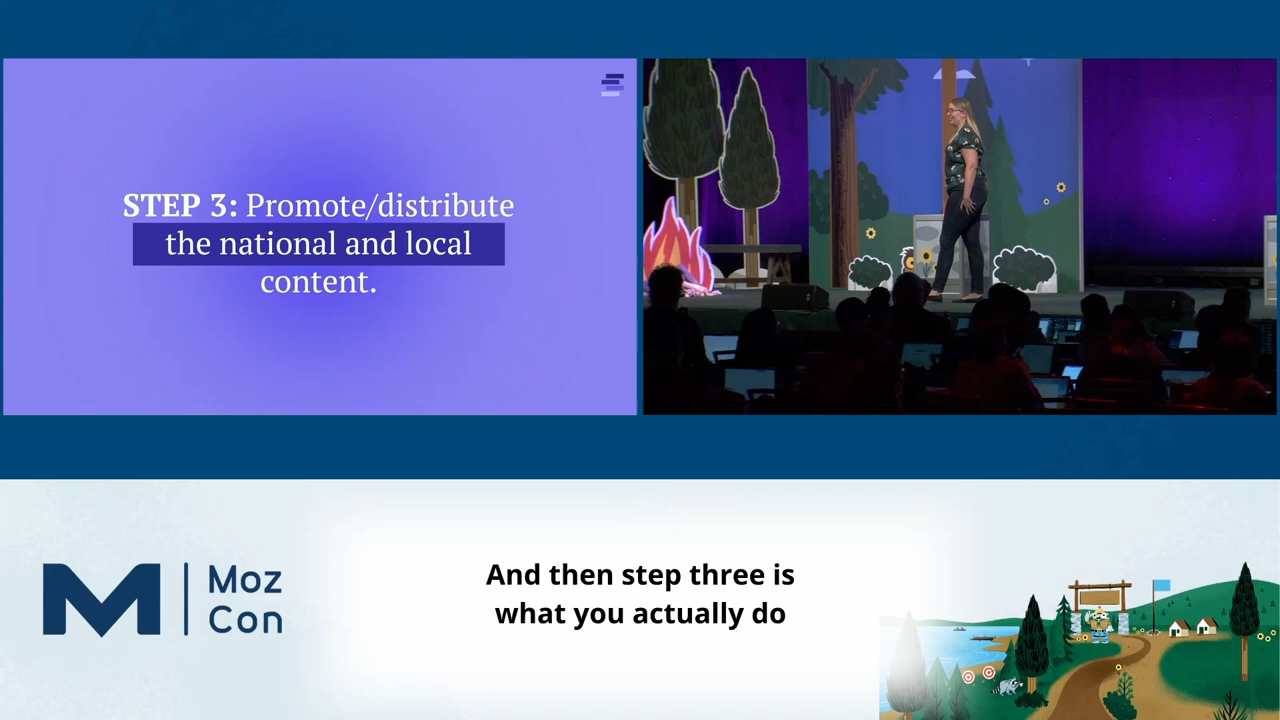 STEP 3: Promote/distribute
the national and local
content.
Moz
Con
And then step three is
what you actually do